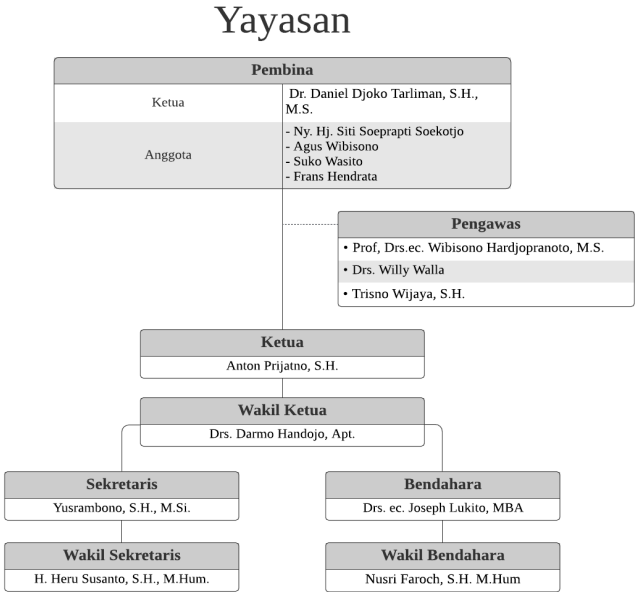 Yayasan
Pembina
Ketua
Dr. Daniel Djoko Tarliman, S.H.,
M.S.
Anggota
- Ny. Hj. Siti Soeprapti Soekotjo
- Agus Wibisono
- Suko Wasito
- Frans Hendrata
Pengawas
• Prof, Drs.ec. Wibisono Hardjopranoto, M.S.
• Drs. Willy Walla
• Trisno Wijaya, S.H.
Ketua
Anton Prijatno, S.H.
Wakil Ketua
Drs. Darmo Handojo, Apt.
Sekretaris
Yusrambono, S.H., M.Si.
Bendahara
Drs. ec. Joseph Lukito, MBA
Wakil Sekretaris
H. Heru Susanto, S.H., M.Hum.
Wakil Bendahara
Nusri Faroch, S.H. M.Hum